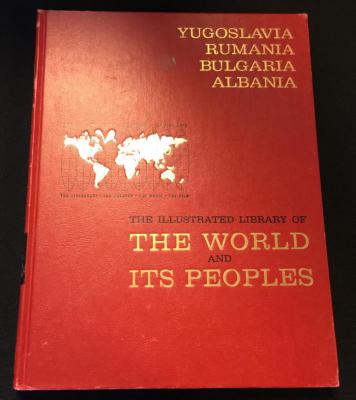 YUGOSLAVIA
RUMANIA
BULGARIA
ALBANIA
THE ILLUSTRATED LIBRARY OF
THE WORLD
AND
ITS PEOPLES